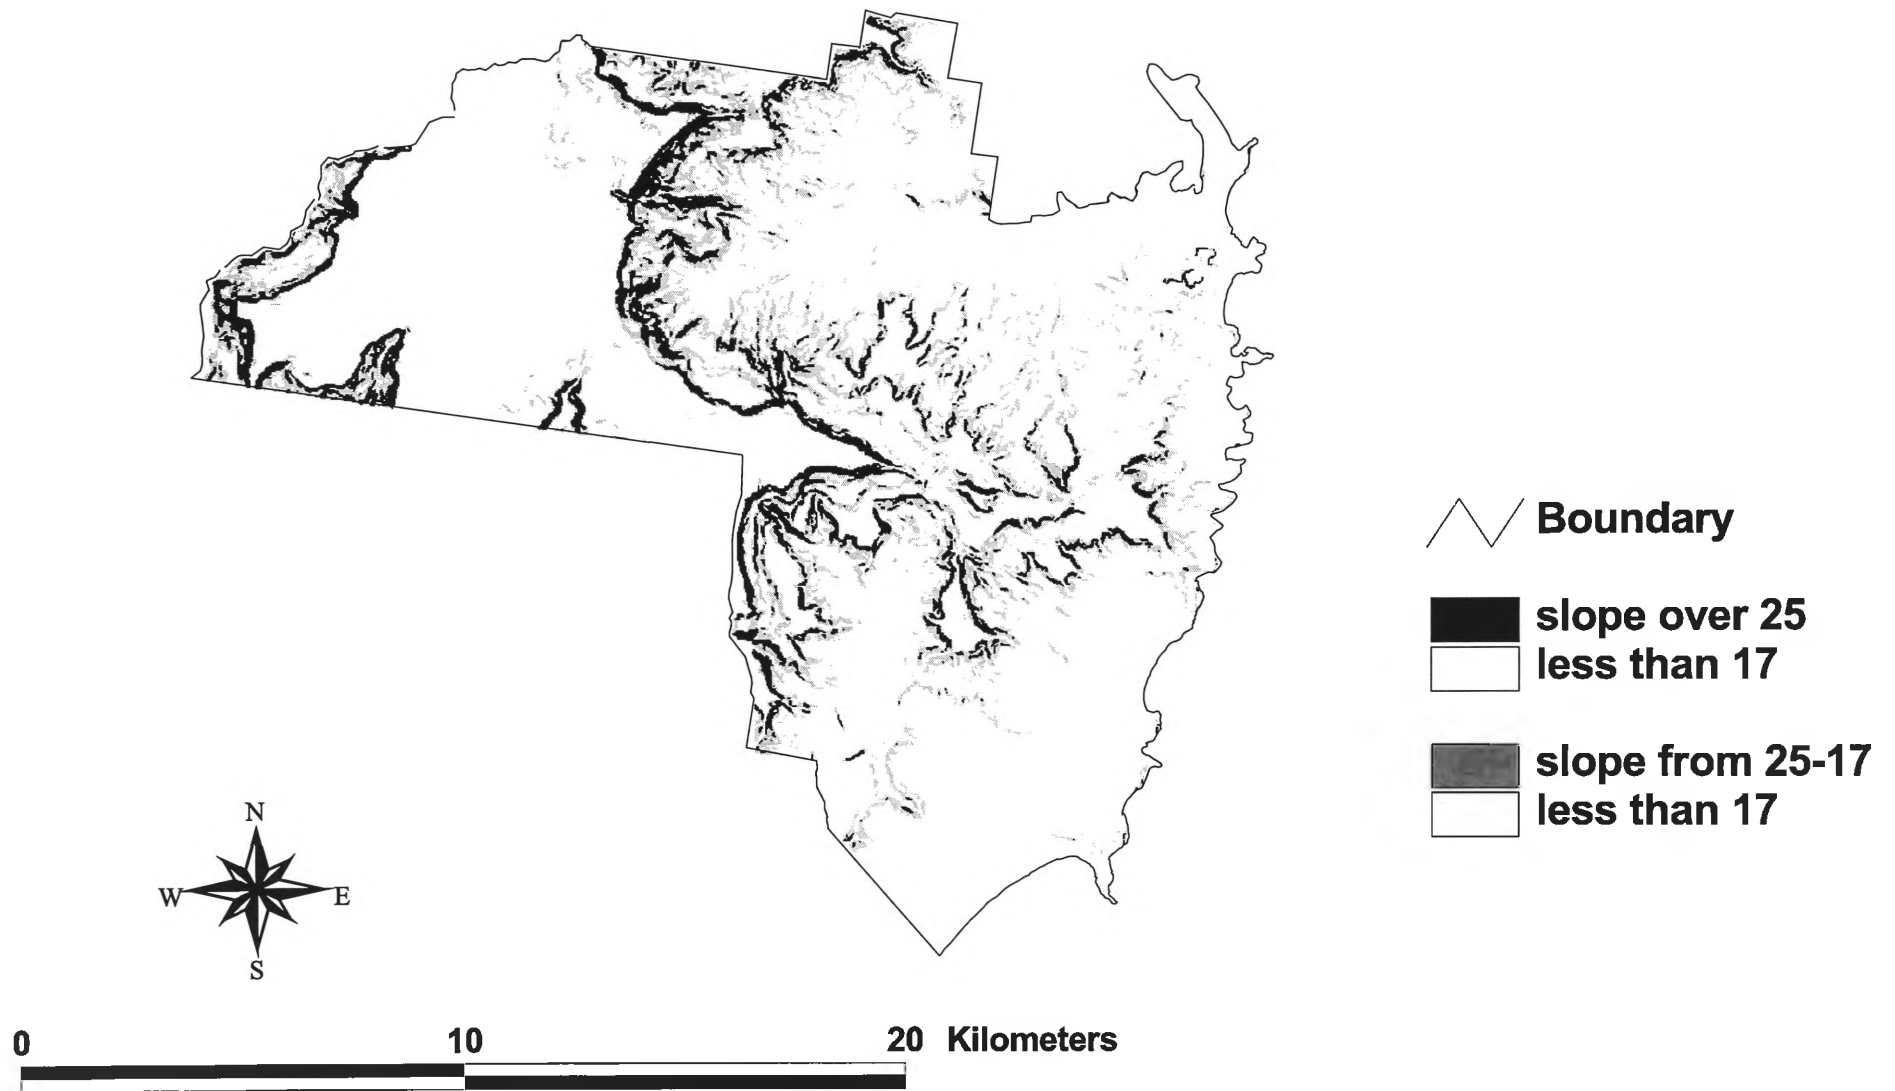 Boundary
slope over 25
less than 17
slope from 25-17
less than 17
N
W E
S
0 10 20 Kilometers